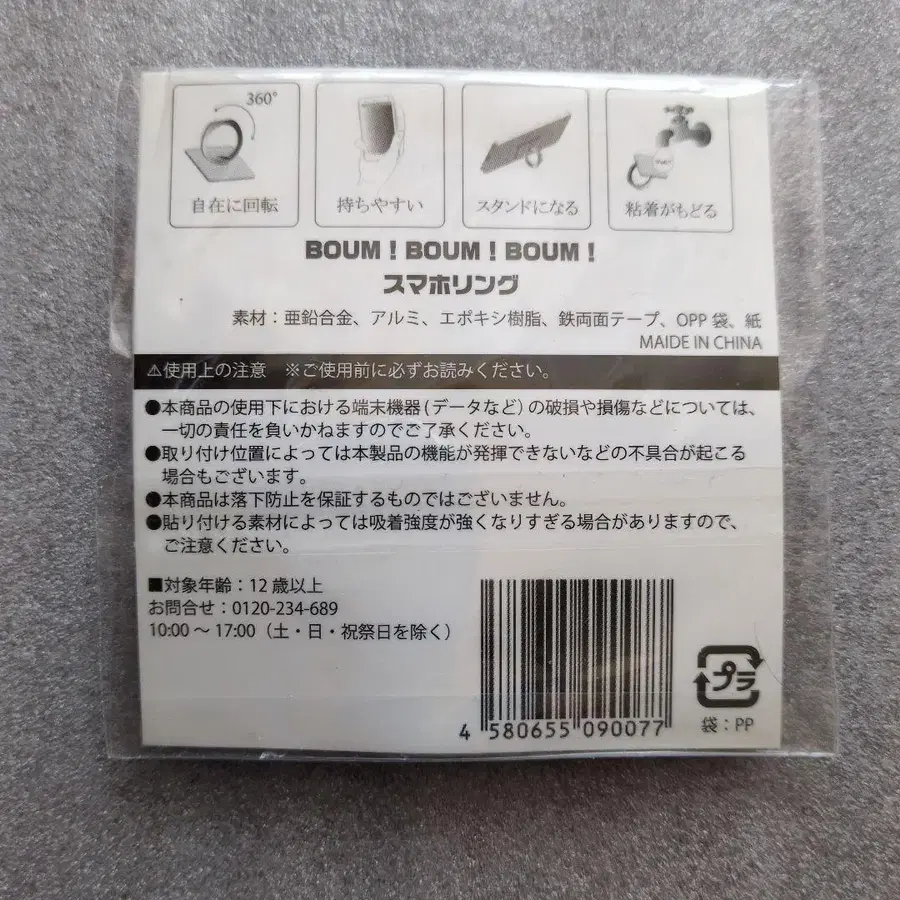 360°
自在に回転
持ちやすい
スタンドになる
粘着がもどる
BOUM! BOUM! BOUM!
スマホリング
素材：亜鉛合金、アルミ、エポキシ樹脂、鉄両面テープ、OPP 袋、紙
MAIDE IN CHINA
⚠使用上の注意 ※ご使用前に必ずお読みください。
●本商品の使用下における端末機器(データなど)の破損や損傷などについては、
一切の責任を負いかねますのでご了承ください。
●取り付け位置によっては本製品の機能が発揮できないなどの不具合が起こる
場合もございます。
●本商品は落下防止を保証するものではございません。
●貼り付ける素材によっては吸着強度が強くなりすぎる場合がありますので、
ご注意ください。
■対象年齢：12 歳以上
お問合せ：0120-234-689
10:00 ～ 17:00（土・日・祝祭日を除く）
4 580655 090077
プラ
袋：PP